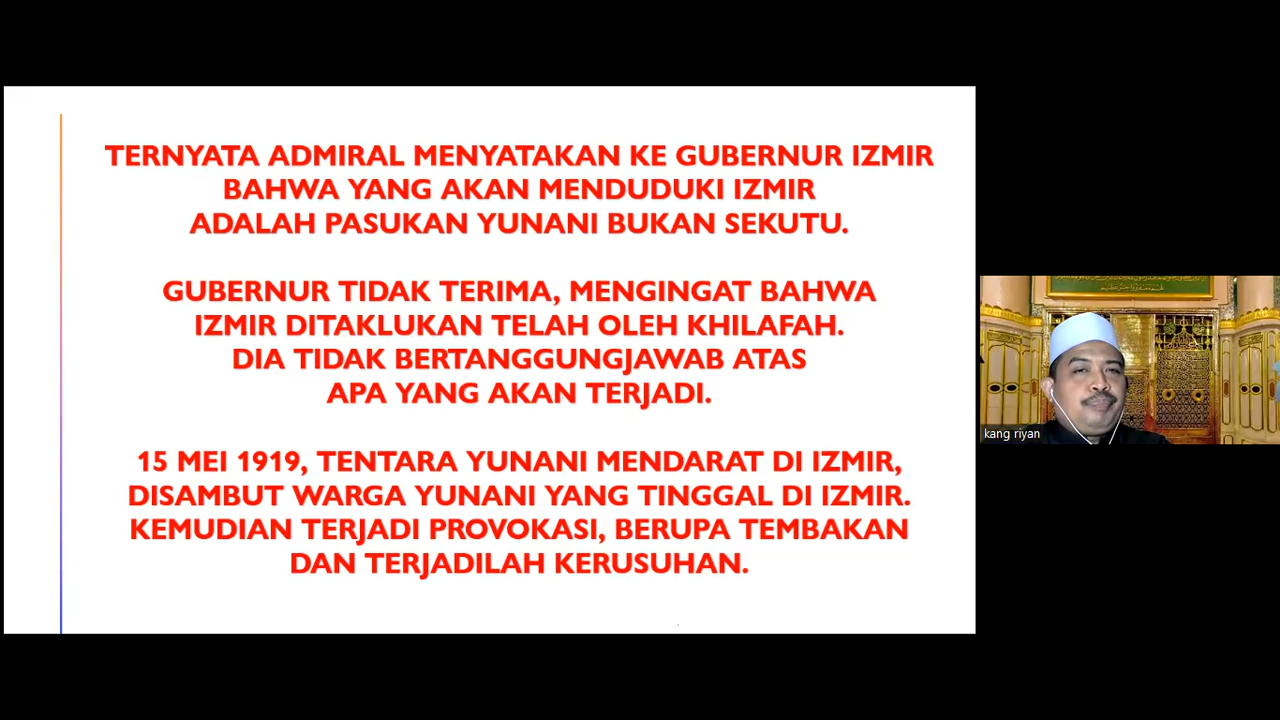 TERNYATA ADMIRAL MENYATAKAN KE GUBERNUR IZMIR
BAHWA YANG AKAN MENDUDUKI IZMIR
ADALAH PASUKAN YUNANI BUKAN SEKUTU.
GUBERNUR TIDAK TERIMA, MENGINGAT BAHWA
IZMIR DITAKLUKAN TELAH OLEH KHILAFAH.
DIA TIDAK BERTANGGUNGJAWAB ATAS
APA YANG AKAN TERJADI.
15 MEI 1919, TENTARA YUNANI MENDARAT DI IZMIR,
DISAMBUT WARGA YUNANI YANG TINGGAL DI IZMIR.
KEMUDIAN TERJADI PROVOKASI, BERUPA TEMBAKAN
DAN TERJADILAH KERUSUHAN.
kang riyan